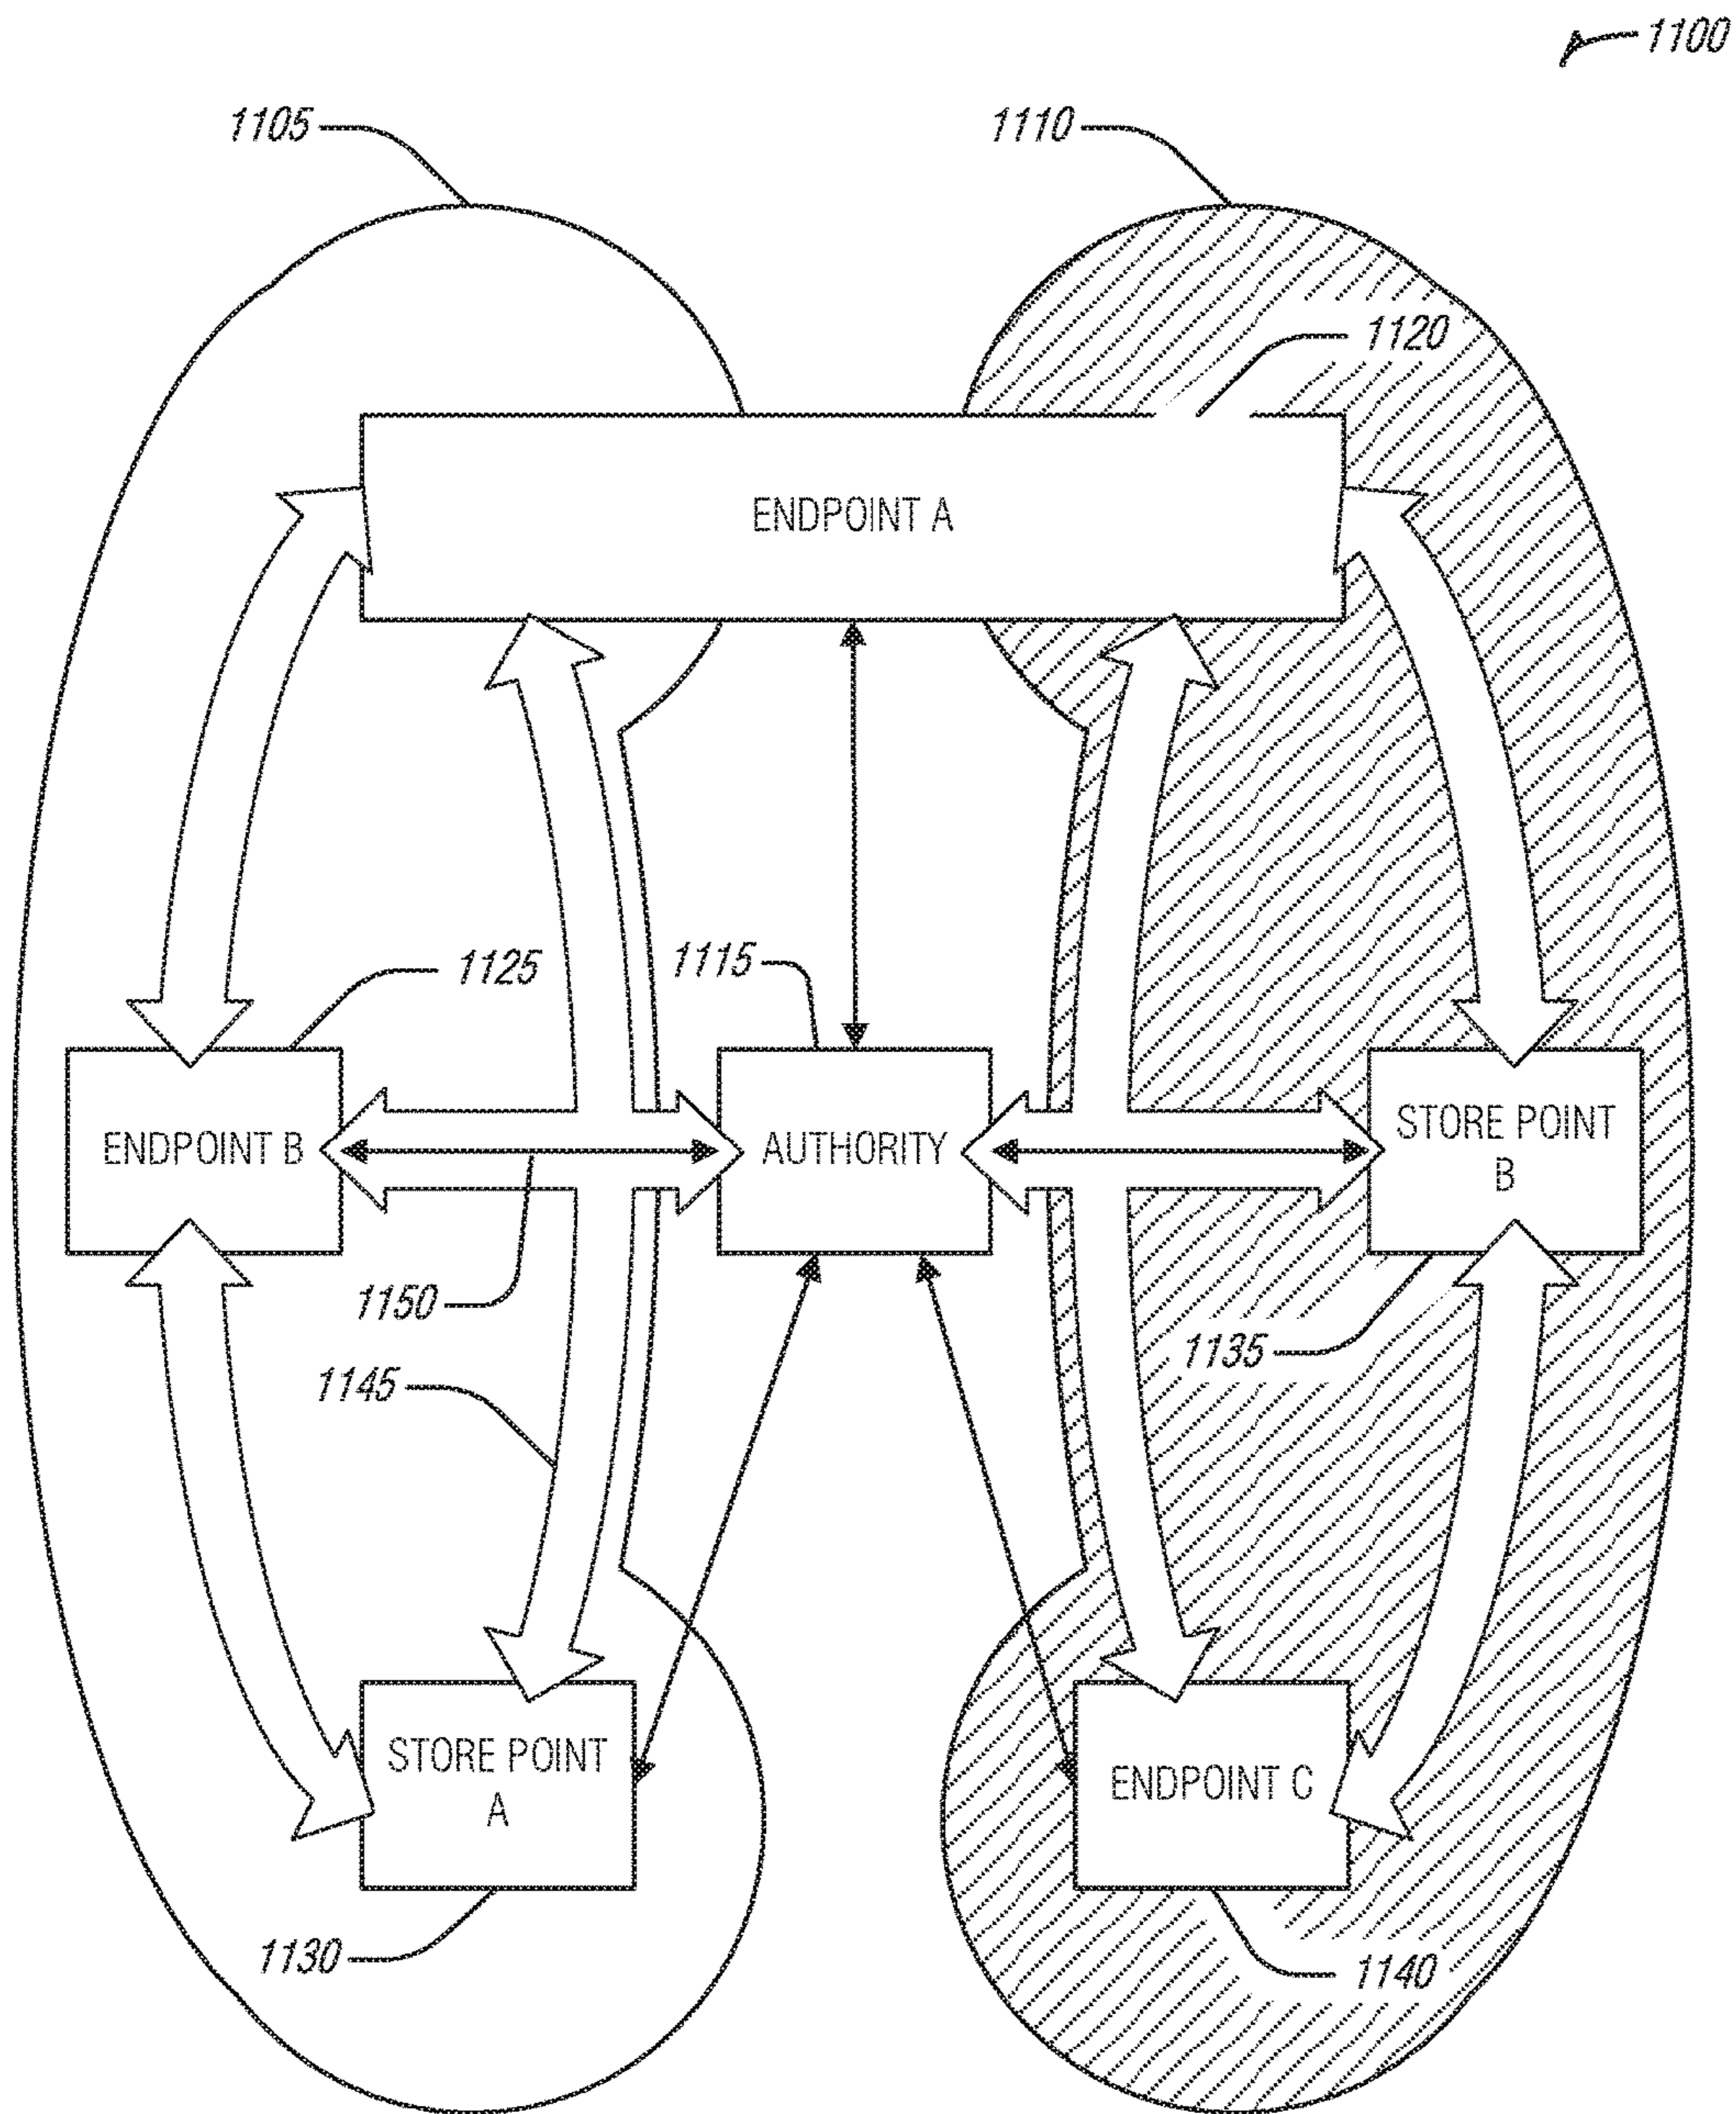 1100
1105
1110
1120
ENDPOINT A
1125
1115
ENDPOINT B
AUTHORITY
STORE POINT
B
1150
1135
1145
STORE POINT
A
ENDPOINT C
1130
1140